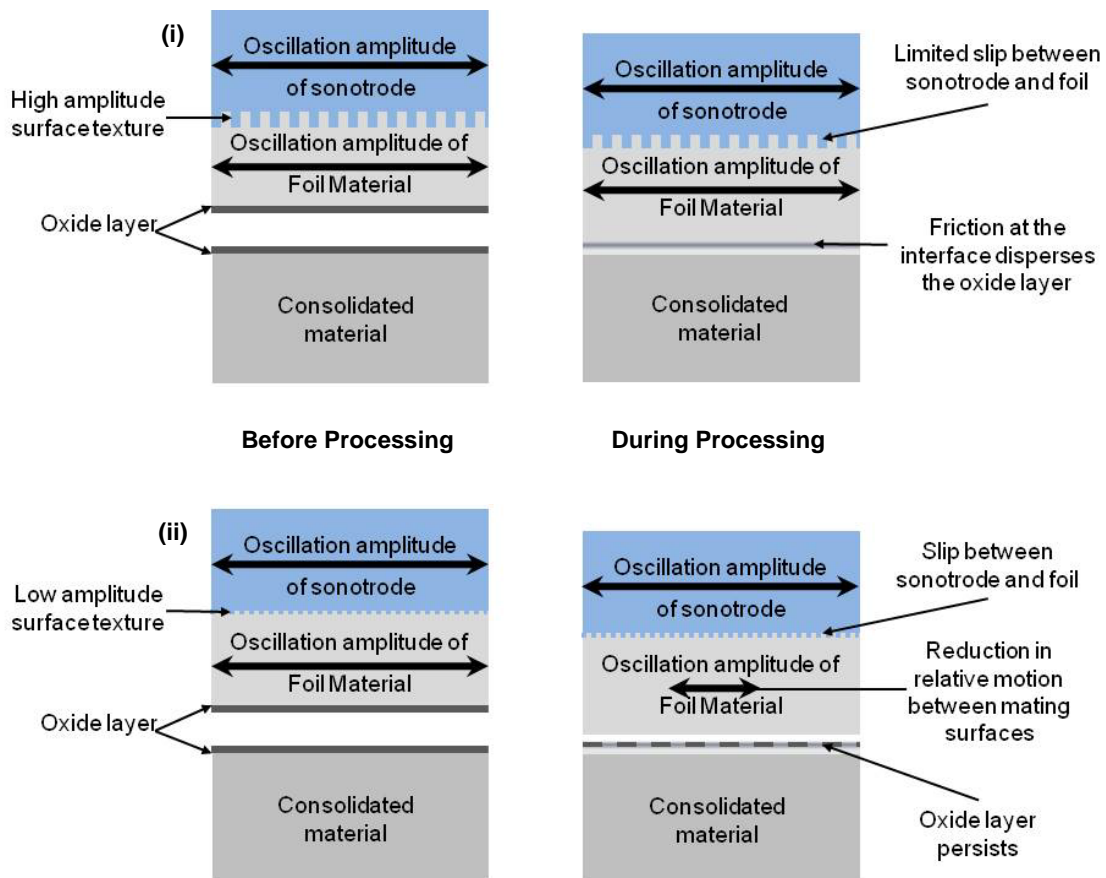 (i)
Oscillation amplitude
of sonotrode
High amplitude
surface texture
Oscillation amplitude of
Foil Material
Oxide layer
Consolidated
material
Oscillation amplitude
of sonotrode
Limited slip between
sonotrode and foil
Oscillation amplitude of
Foil Material
Friction at the
interface disperses
the oxide layer
Consolidated
material
Before Processing
During Processing
(ii)
Oscillation amplitude
of sonotrode
Low amplitude
surface texture
Oscillation amplitude of
Foil Material
Oxide layer
Consolidated
material
Oscillation amplitude
of sonotrode
Slip between
sonotrode and foil
Oscillation amplitude of
Foil Material
Reduction in
relative motion
between mating
surfaces
Consolidated
material
Oxide layer
persists